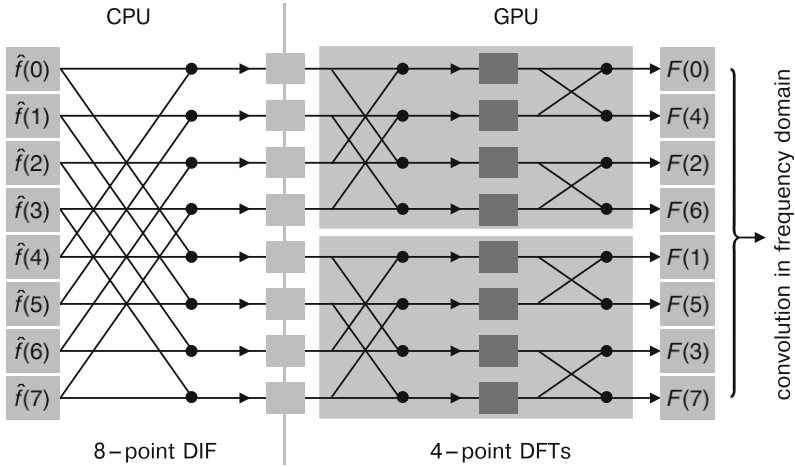 CPU GPU
f̂(0) F(0)
f̂(1) F(4)
f̂(2) F(2)
f̂(3) F(6)
f̂(4) F(1)
f̂(5) F(5)
f̂(6) F(3)
f̂(7) F(7)
convolution in frequency domain
8–point DIF 4-point DFTs